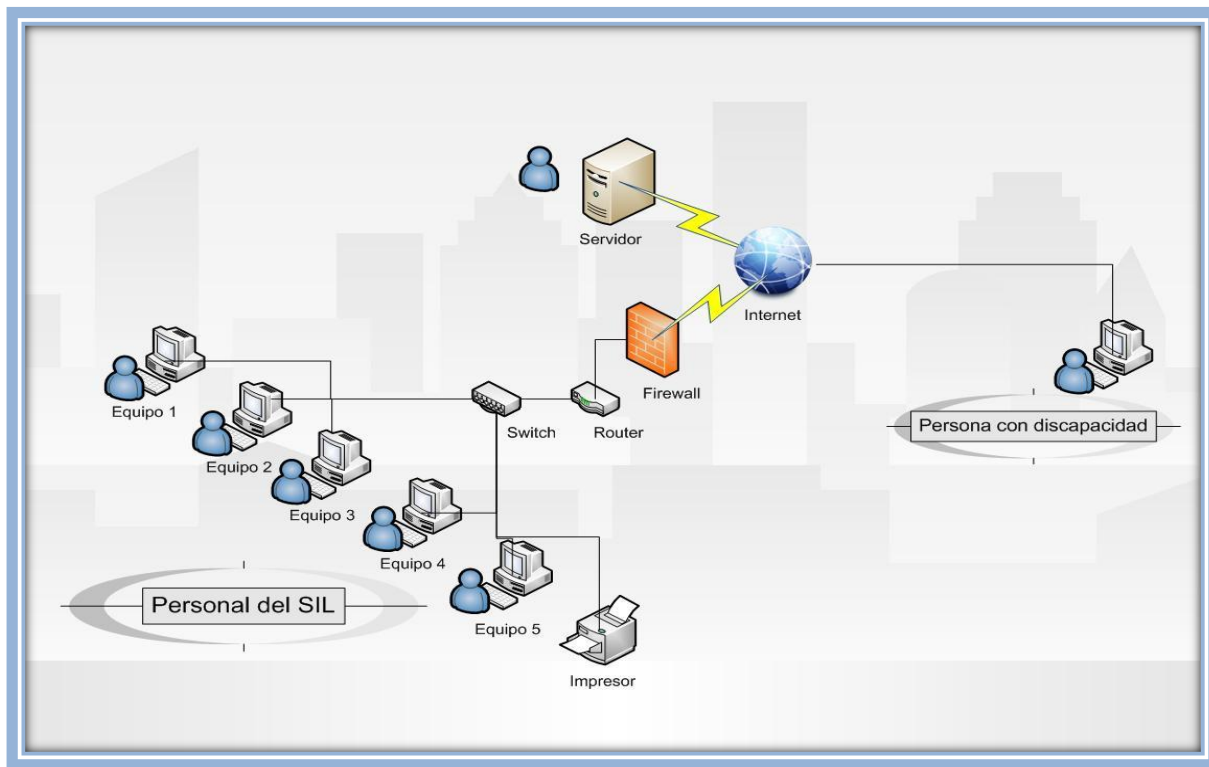 Servidor
Internet
Firewall
Equipo 1
Switch
Router
Persona con discapacidad
Equipo 2
Equipo 3
Equipo 4
Personal del SIL
Equipo 5
Impresor